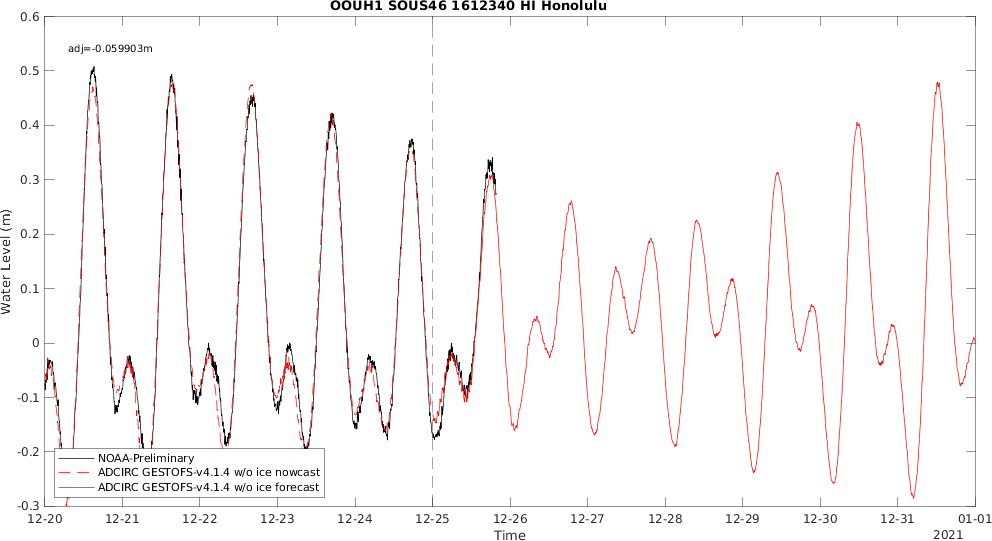 OOUH1 SOUS46 1612340 HI Honolulu
adj=-0.059903m
0.6
0.5
0.4
0.3
0.2
0.1
0
-0.1
-0.2
-0.3
Water Level (m)
NOAA-Preliminary
ADCIRC GESTOFS-v4.1.4 w/o ice nowcast
ADCIRC GESTOFS-v4.1.4 w/o ice forecast
12-20 12-21 12-22 12-23 12-24 12-25 12-26 12-27 12-28 12-29 12-30 12-31 01-01
Time
2021